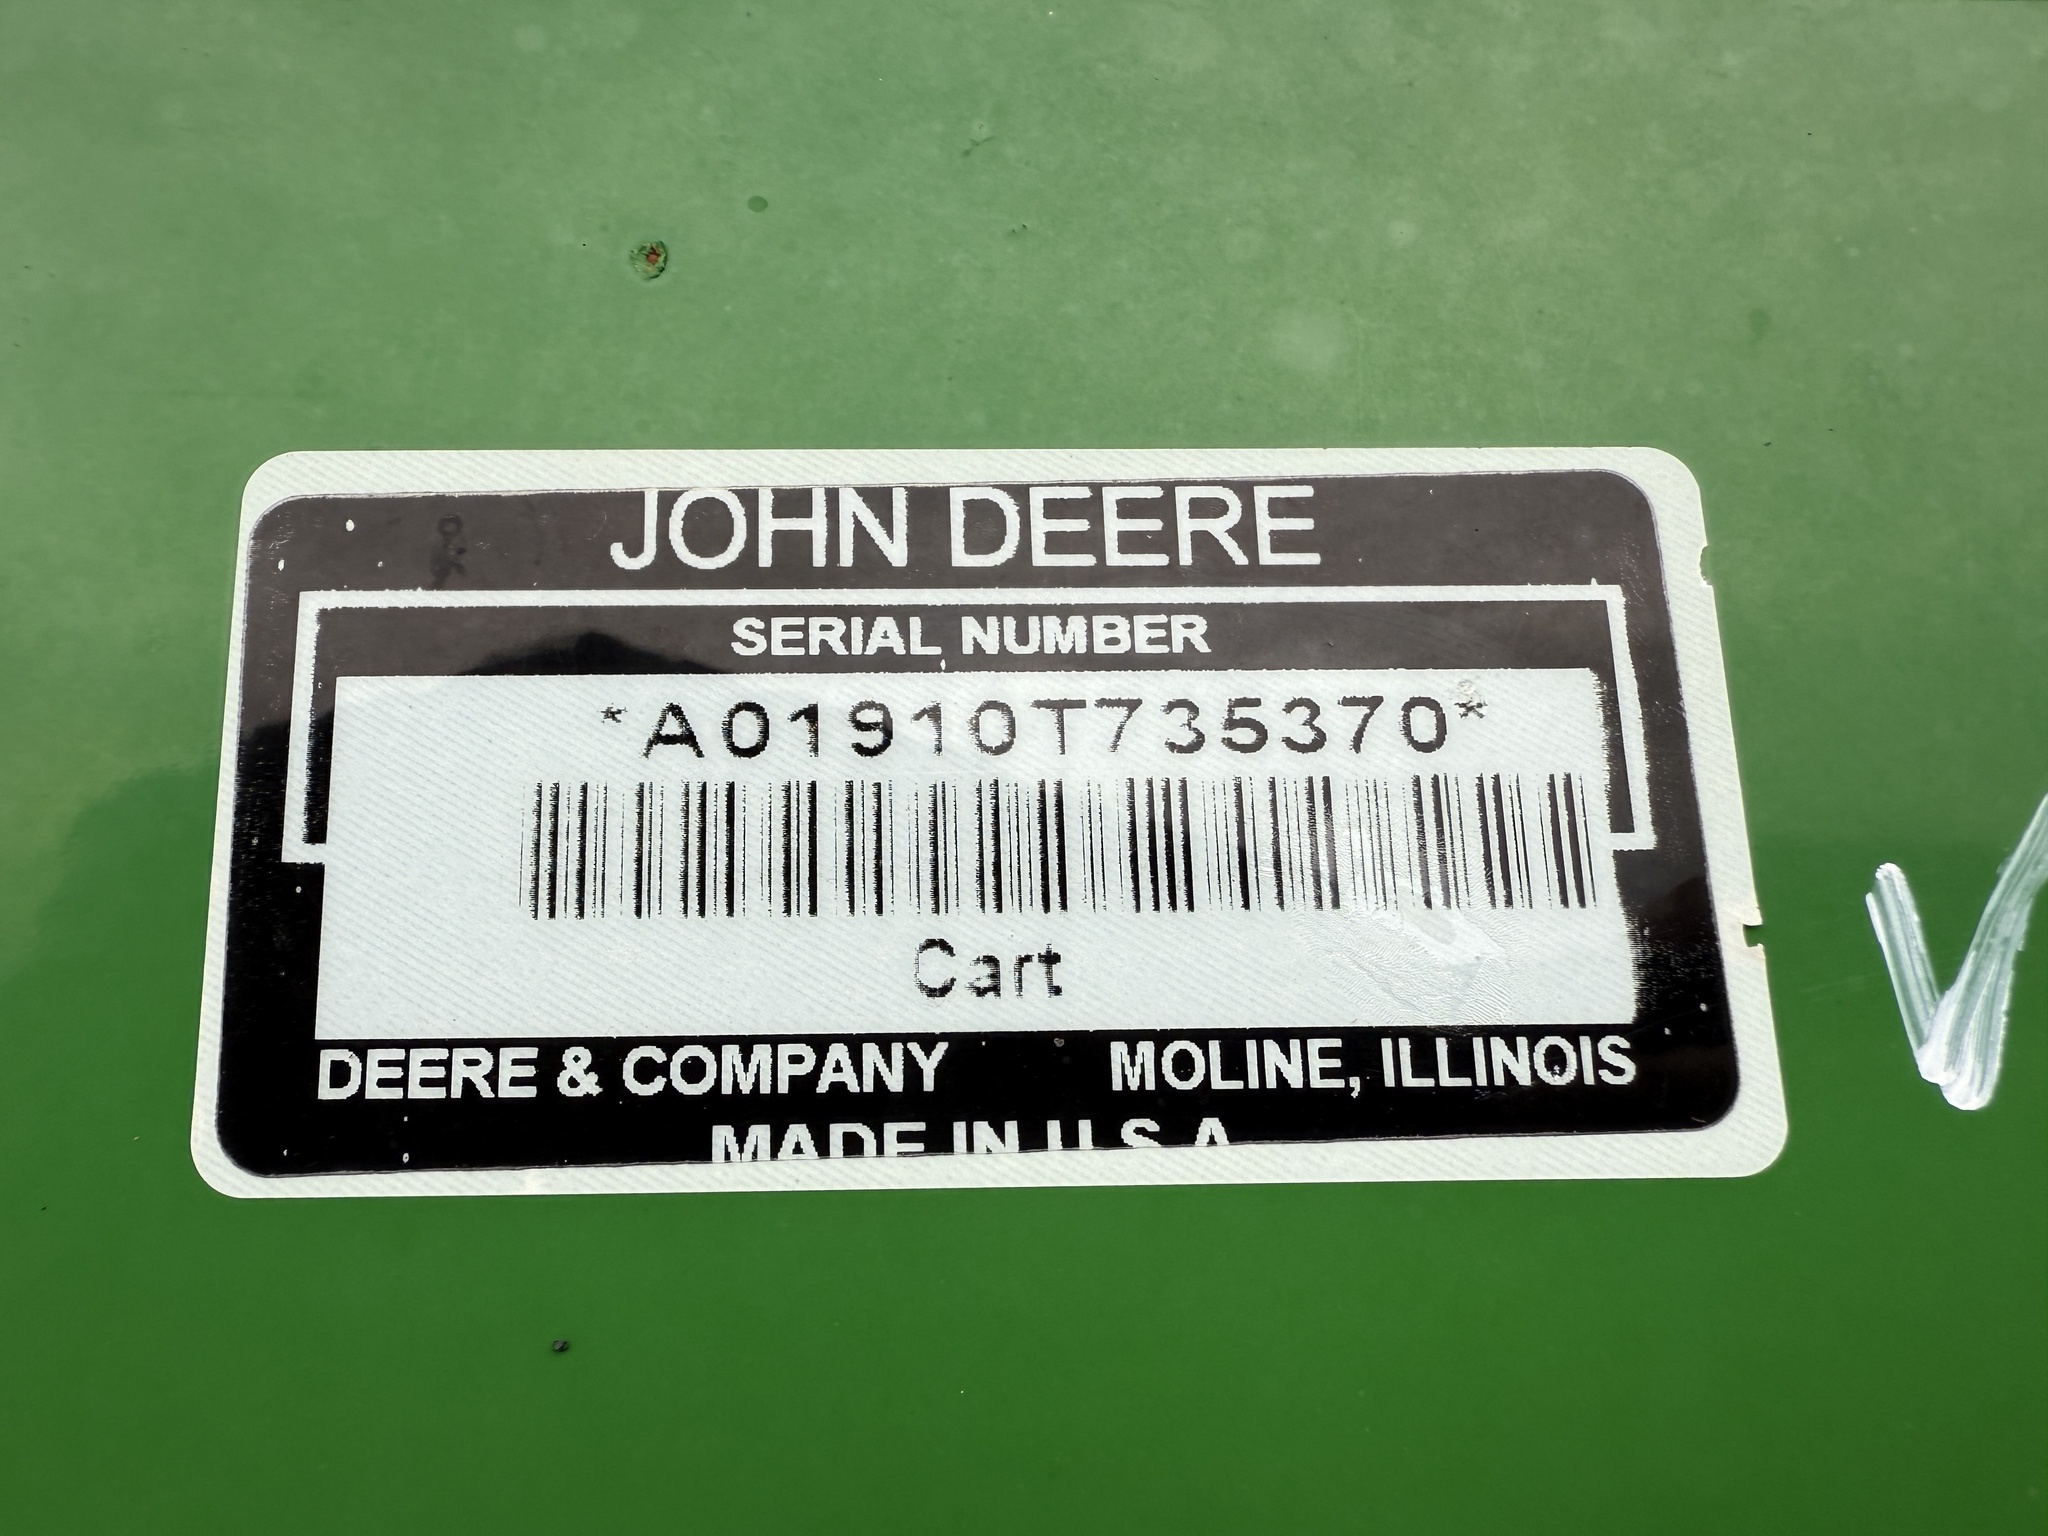 JOHN DEERE
SERIAL NUMBER
*A01910T735370*
Cart
DEERE & COMPANY MOLINE, ILLINOIS
MADE IN U.S.A